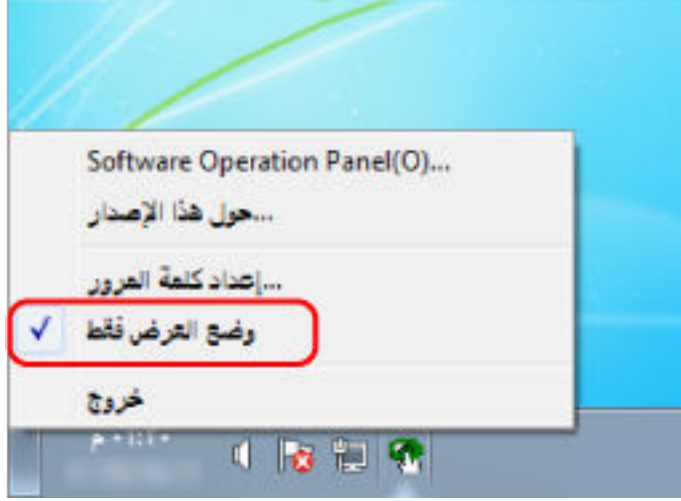 Software Operation Panel(O)...
حول هذا الإصدار...
إعداد كلمة المرور...
وضع العرض فقط
خروج